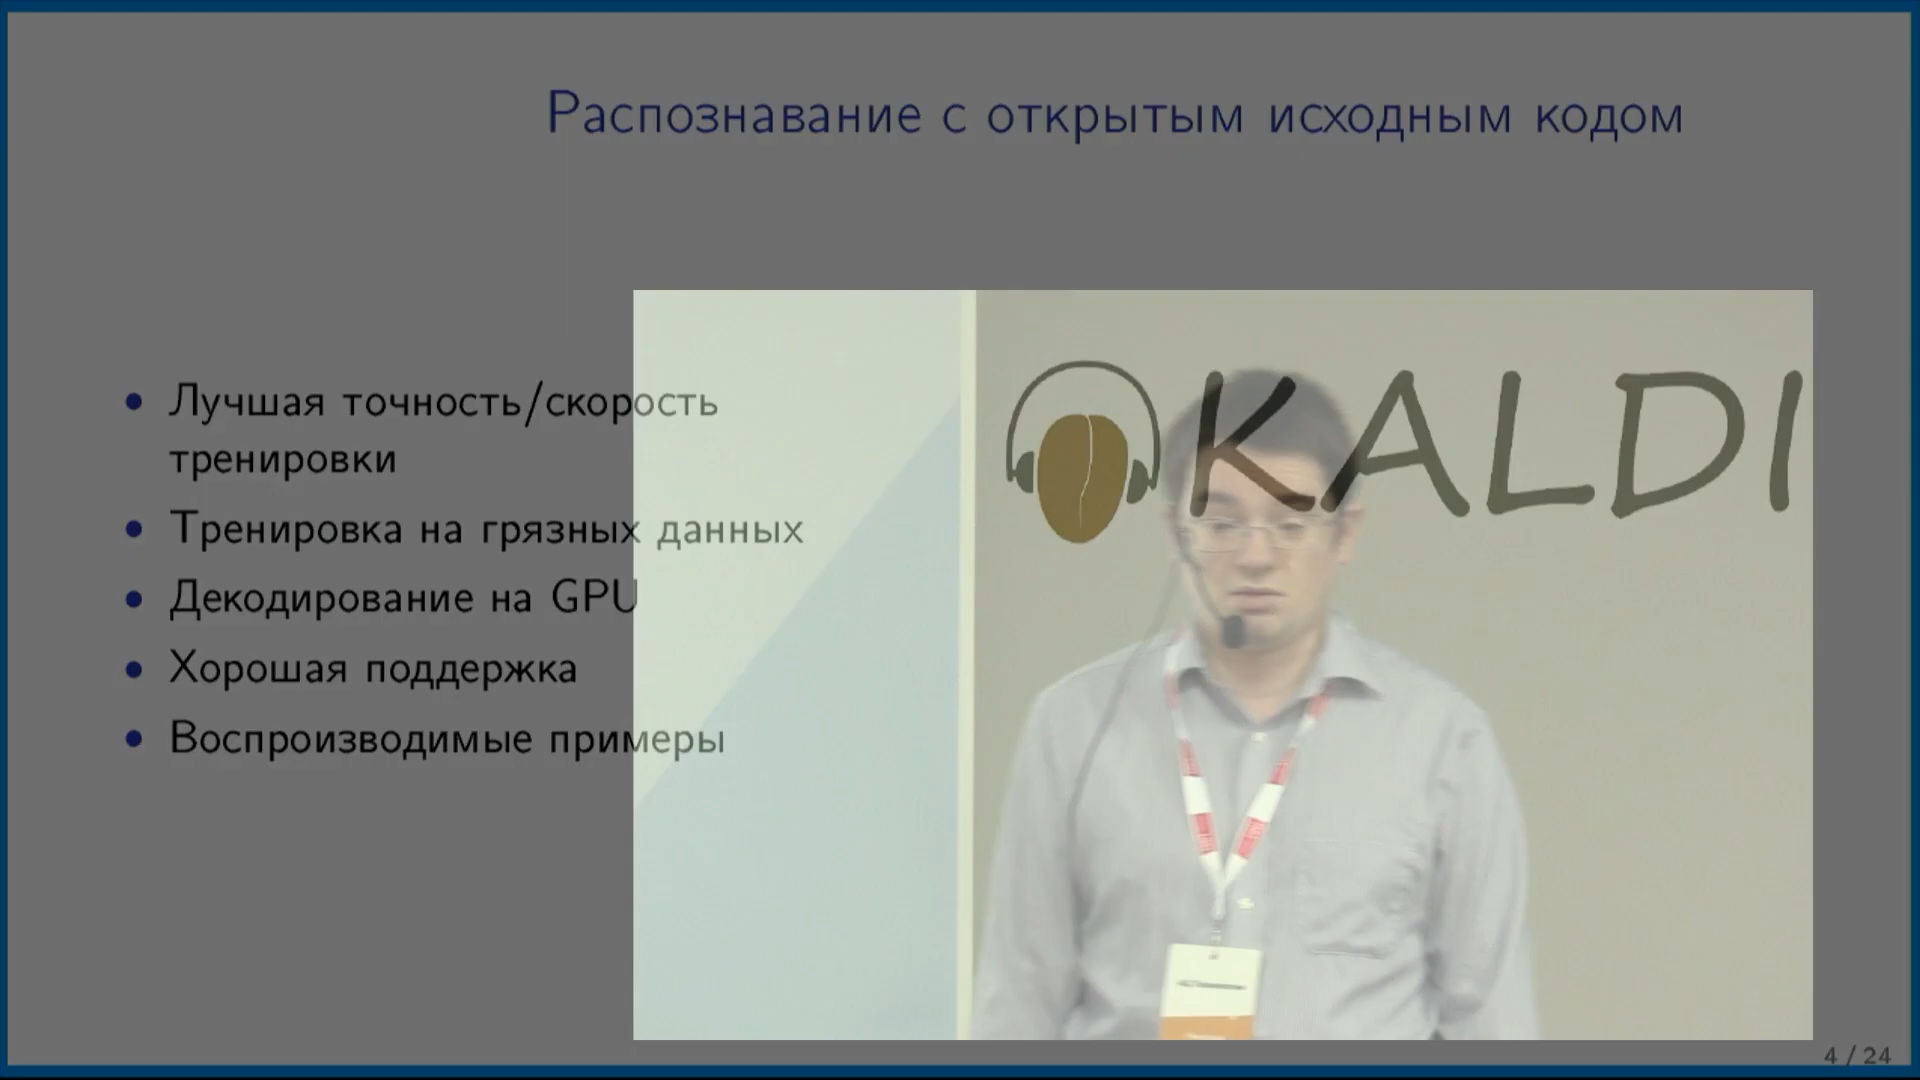 Распознавание с открытым исходным кодом
KALDI
• Лучшая точность/скорость
тренировки
• Тренировка на грязных данных
• Декодирование на GPU
• Хорошая поддержка
• Воспроизводимые примеры
4 / 24